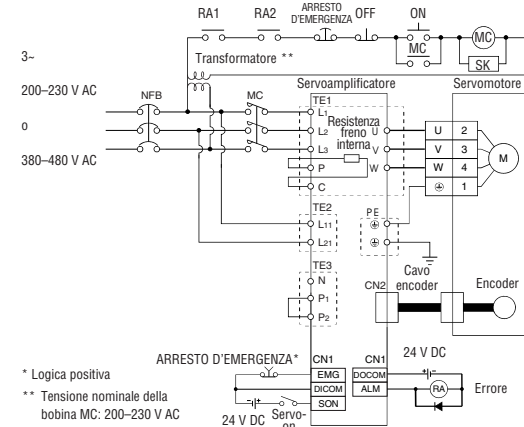 RA1 RA2 ARRESTO D'EMERGENZA OFF ON
MC
MC
SK
3~
200–230 V AC
o
380–480 V AC
Transformatore **
NFB MC
Servoamplificatore
Servomotore
TE1
L1
L2
L3
P
C
Resistenza
freno
interna
U
V
W
U 2
V 3
W 4
1
M
TE2
L11
L21
PE
TE3
N
P1
P2
CN2
Cavo
encoder
Encoder
ARRESTO D'EMERGENZA*
CN1
EMG
DICOM
SON
CN1
DOCOM
ALM
24 V DC
RA
Errore
24 V DC
Servo-
on
* Logica positiva
** Tensione nominale della
bobina MC: 200–230 V AC